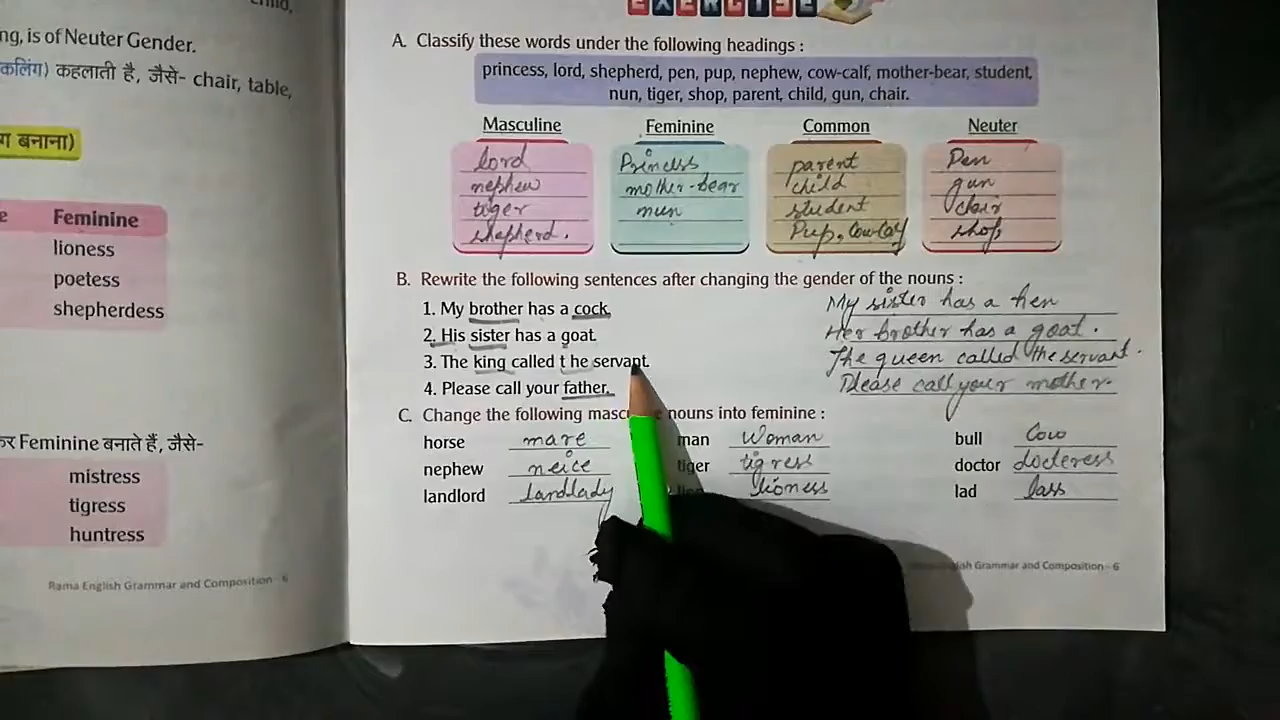 child,
ng, is of Neuter Gender.
कलिंग) कहलाती है, जैसे- chair, table,
ग बनाना)
e Feminine
lioness
poetess
shepherdess
कर Feminine बनाते हैं, जैसे-
mistress
tigress
huntress
Rama English Grammar and Composition - 6
EXERCISE
A. Classify these words under the following headings :
princess, lord, shepherd, pen, pup, nephew, cow-calf, mother-bear, student,
nun, tiger, shop, parent, child, gun, chair.
Masculine Feminine Common Neuter
lord Princess parent Pen
nephew mother-bear child gun
tiger nun student chair
shepherd. Pup, Cow-calf shop
B. Rewrite the following sentences after changing the gender of the nouns :
1. My brother has a cock. My sister has a hen
2. His sister has a goat. Her brother has a goat.
3. The king called t he servant. The queen called the servant.
4. Please call your father. Please call your mother.
C. Change the following mascu e nouns into feminine :
horse mare man Woman bull Cow
nephew neice tiger tigress doctor docteress
landlord Landlady lioness lad lass
lish Grammar and Composition - 6